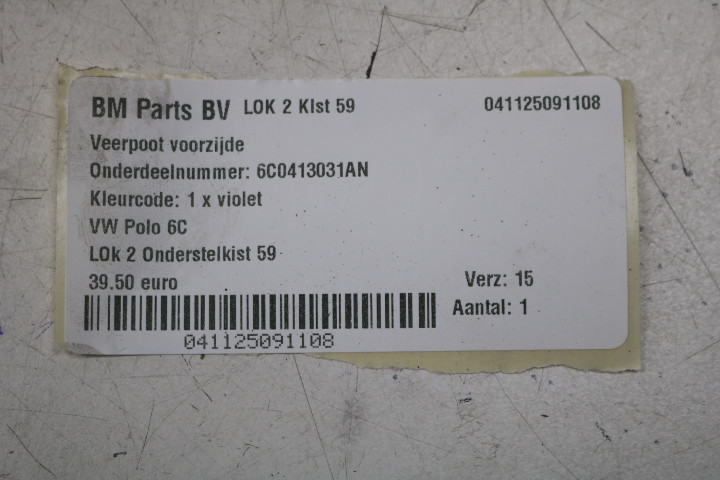 BM Parts BV LOK 2 Klst 59 041125091108
Veerpoot voorzijde
Onderdeelnummer: 6C0413031AN
Kleurcode: 1 x violet
VW Polo 6C
LOk 2 Onderstelkist 59
39.50 euro Verz: 15
Aantal: 1
041125091108